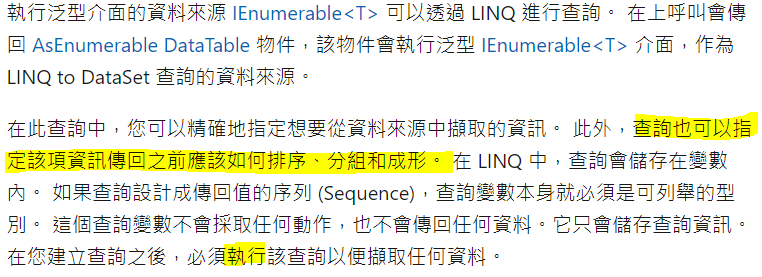 執行泛型介面的資料來源 IEnumerable<T> 可以透過 LINQ 進行查詢。 在上呼叫會傳
回 AsEnumerable DataTable 物件，該物件會執行泛型 IEnumerable<T> 介面，作為
LINQ to DataSet 查詢的資料來源。
在此查詢中，您可以精確地指定想要從資料來源中擷取的資訊。 此外，查詢也可以指
定該項資訊傳回之前應該如何排序、分組和成形。 在 LINQ 中，查詢會儲存在變數
內。 如果查詢設計成傳回值的序列 (Sequence)，查詢變數本身就必須是可列舉的型
別。 這個查詢變數不會採取任何動作，也不會傳回任何資料。它只會儲存查詢資訊。
在您建立查詢之後，必須執行該查詢以便擷取任何資料。